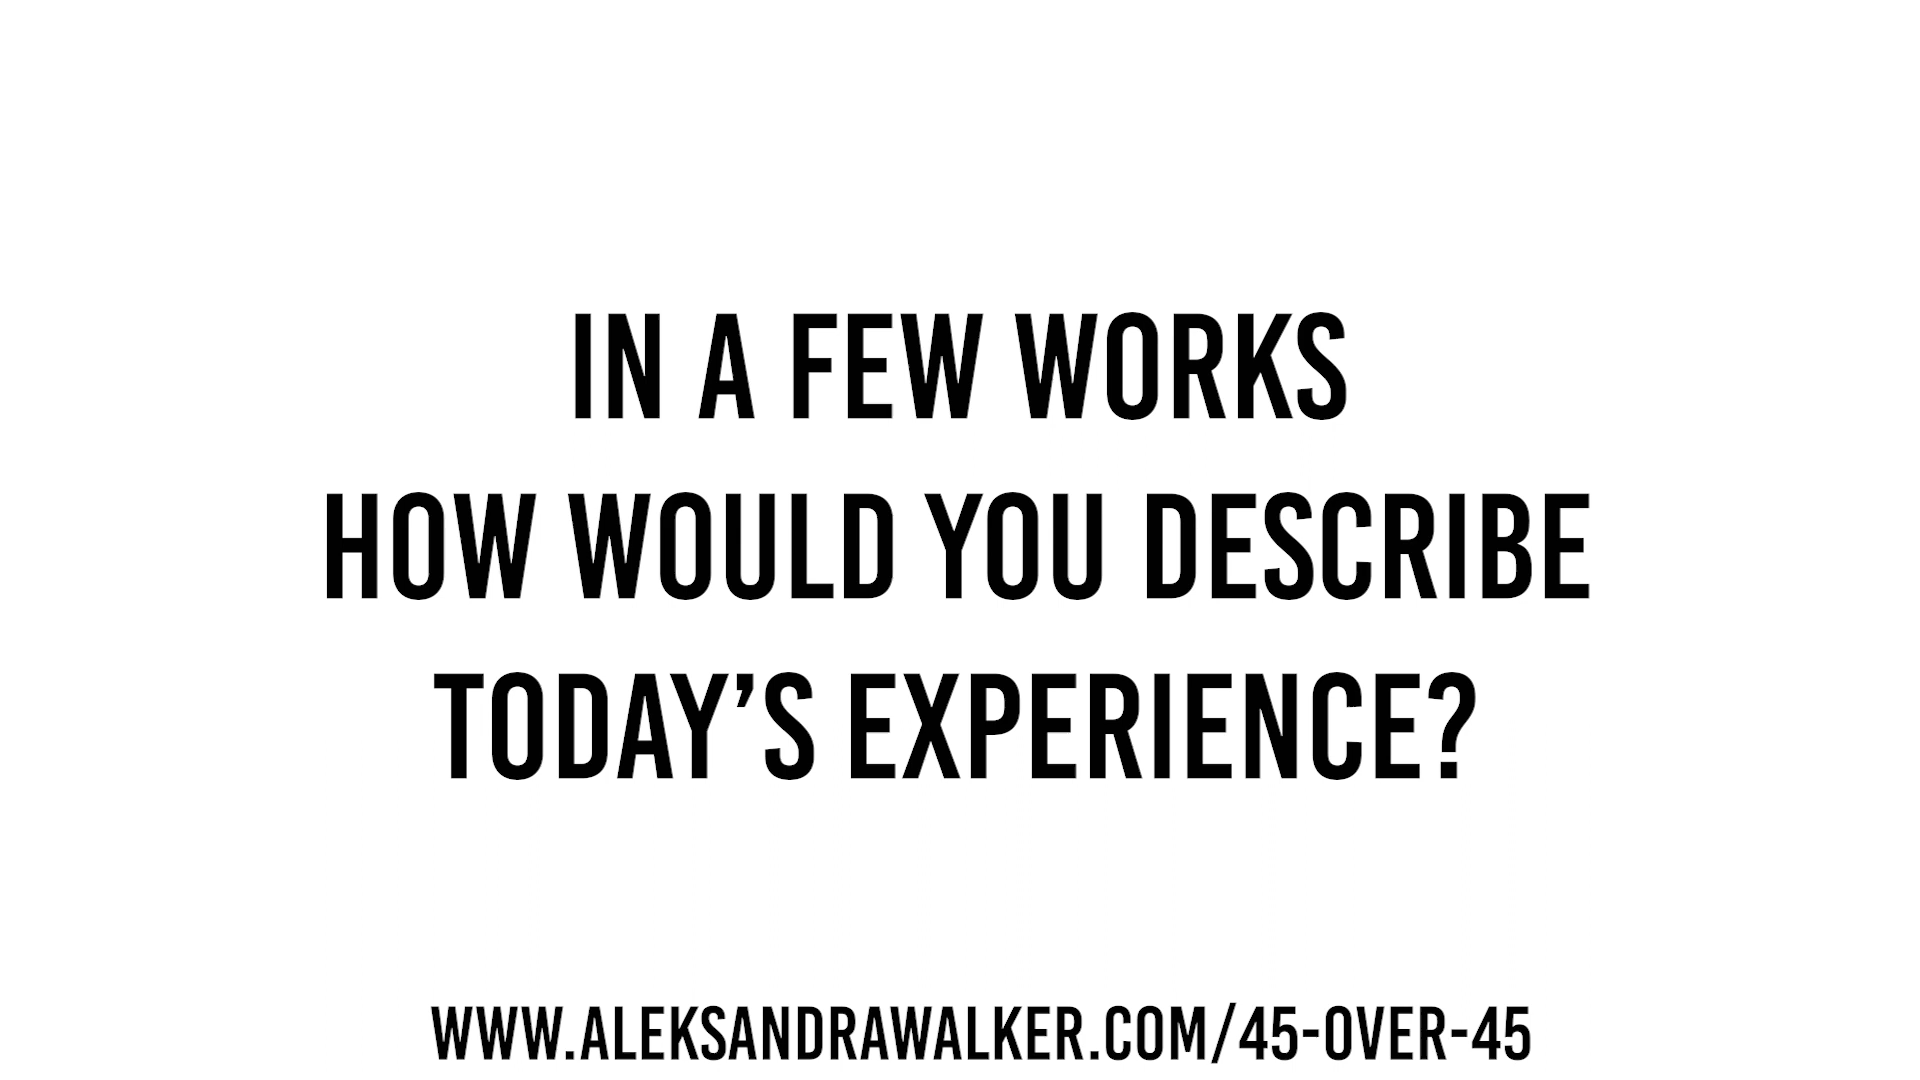 IN A FEW WORKS
HOW WOULD YOU DESCRIBE
TODAY’S EXPERIENCE?
WWW.ALEKSANDRAWALKER.COM/45-OVER-45